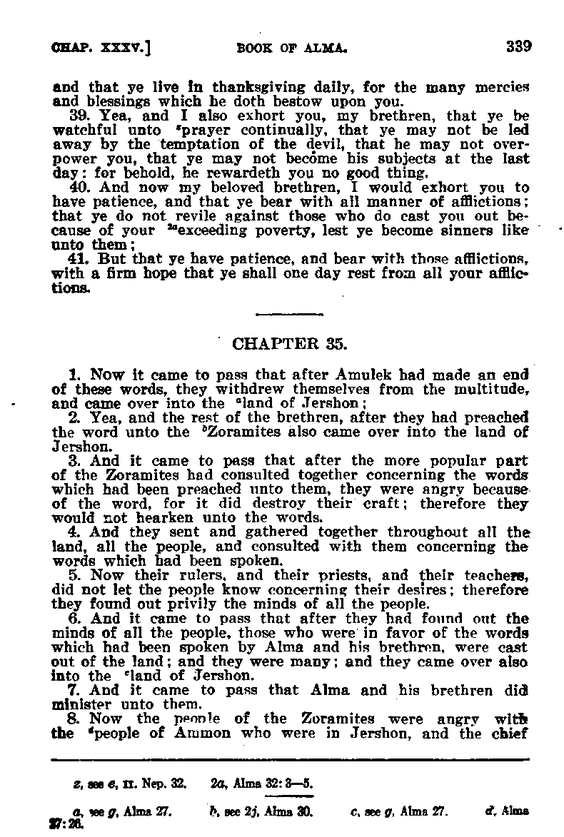 CHAP. XXXV.] BOOK OF ALMA. 339
and that ye live in thanksgiving daily, for the many mercies
and blessings which he doth bestow upon you.
39. Yea, and I also exhort you, my brethren, that ye be
watchful unto ᶻprayer continually, that ye may not be led
away by the temptation of the devil, that he may not over-
power you, that ye may not become his subjects at the last
day: for behold, he rewardeth you no good thing.
40. And now my beloved brethren, I would exhort you to
have patience, and that ye bear with all manner of afflictions;
that ye do not revile against those who do cast you out be-
cause of your ²ᵃexceeding poverty, lest ye become sinners like
unto them;
41. But that ye have patience, and bear with those afflictions,
with a firm hope that ye shall one day rest from all your afflic-
tions.
CHAPTER 35.
1. Now it came to pass that after Amulek had made an end
of these words, they withdrew themselves from the multitude,
and came over into the ᵃland of Jershon;
2. Yea, and the rest of the brethren, after they had preached
the word unto the ᵇZoramites also came over into the land of
Jershon.
3. And it came to pass that after the more popular part
of the Zoramites had consulted together concerning the words
which had been preached unto them, they were angry because
of the word, for it did destroy their craft; therefore they
would not hearken unto the words.
4. And they sent and gathered together throughout all the
land, all the people, and consulted with them concerning the
words which had been spoken.
5. Now their rulers, and their priests, and their teachers,
did not let the people know concerning their desires; therefore
they found out privily the minds of all the people.
6. And it came to pass that after they had found out the
minds of all the people, those who were in favor of the words
which had been spoken by Alma and his brethren, were cast
out of the land; and they were many; and they came over also
into the ᶜland of Jershon.
7. And it came to pass that Alma and his brethren did
minister unto them.
8. Now the people of the Zoramites were angry with
the ᵈpeople of Ammon who were in Jershon, and the chief
z, see e, II. Nep. 32. 2a, Alma 32: 3—5.
a, see g, Alma 27. b, see 2j, Alma 30. c, see g, Alma 27. d, Alma
27: 26.